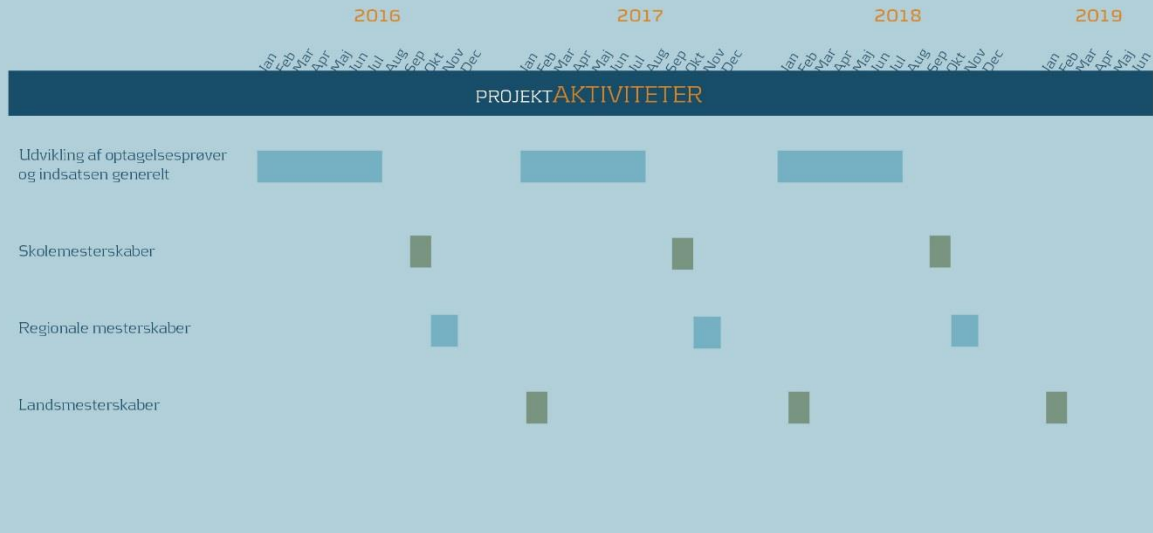 2016 2017 2018 2019
Jan Feb Mar Apr Maj Jun Jul Aug Sep Okt Nov Dec Jan Feb Mar Apr Maj Jun Jul Aug Sep Okt Nov Dec Jan Feb Mar Apr Maj Jun Jul Aug Sep Okt Nov Dec Jan Feb Mar Apr Maj Jun
PROJEKTAKTIVITETER
Udvikling af optagelsesprøver
og indsatsen generelt
Skolemesterskaber
Regionale mesterskaber
Landsmesterskaber